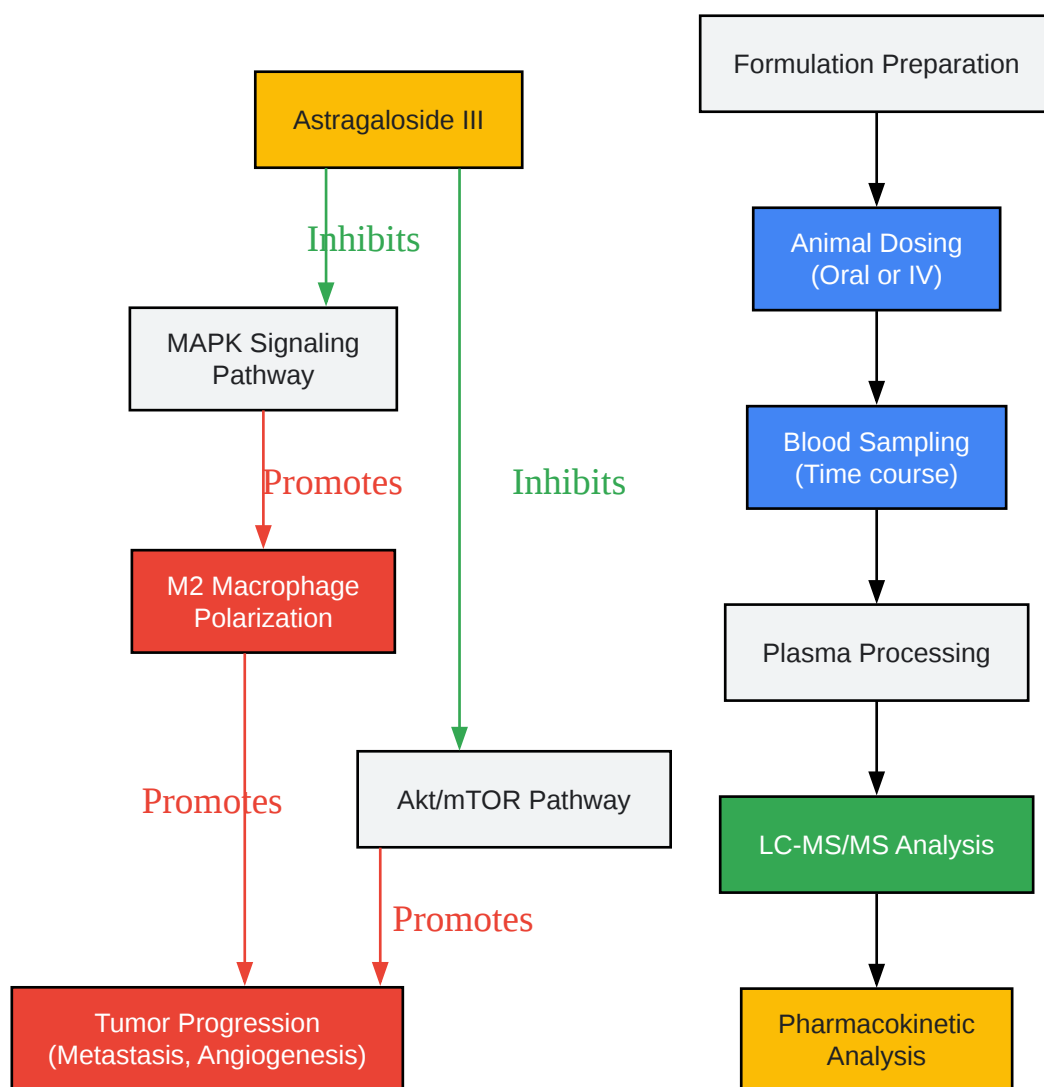 Astragaloside III
Inhibits
MAPK Signaling
Pathway
Promotes
Inhibits
M2 Macrophage
Polarization
Promotes
Akt/mTOR Pathway
Promotes
Tumor Progression
(Metastasis, Angiogenesis)
Formulation Preparation
Animal Dosing
(Oral or IV)
Blood Sampling
(Time course)
Plasma Processing
LC-MS/MS Analysis
Pharmacokinetic
Analysis